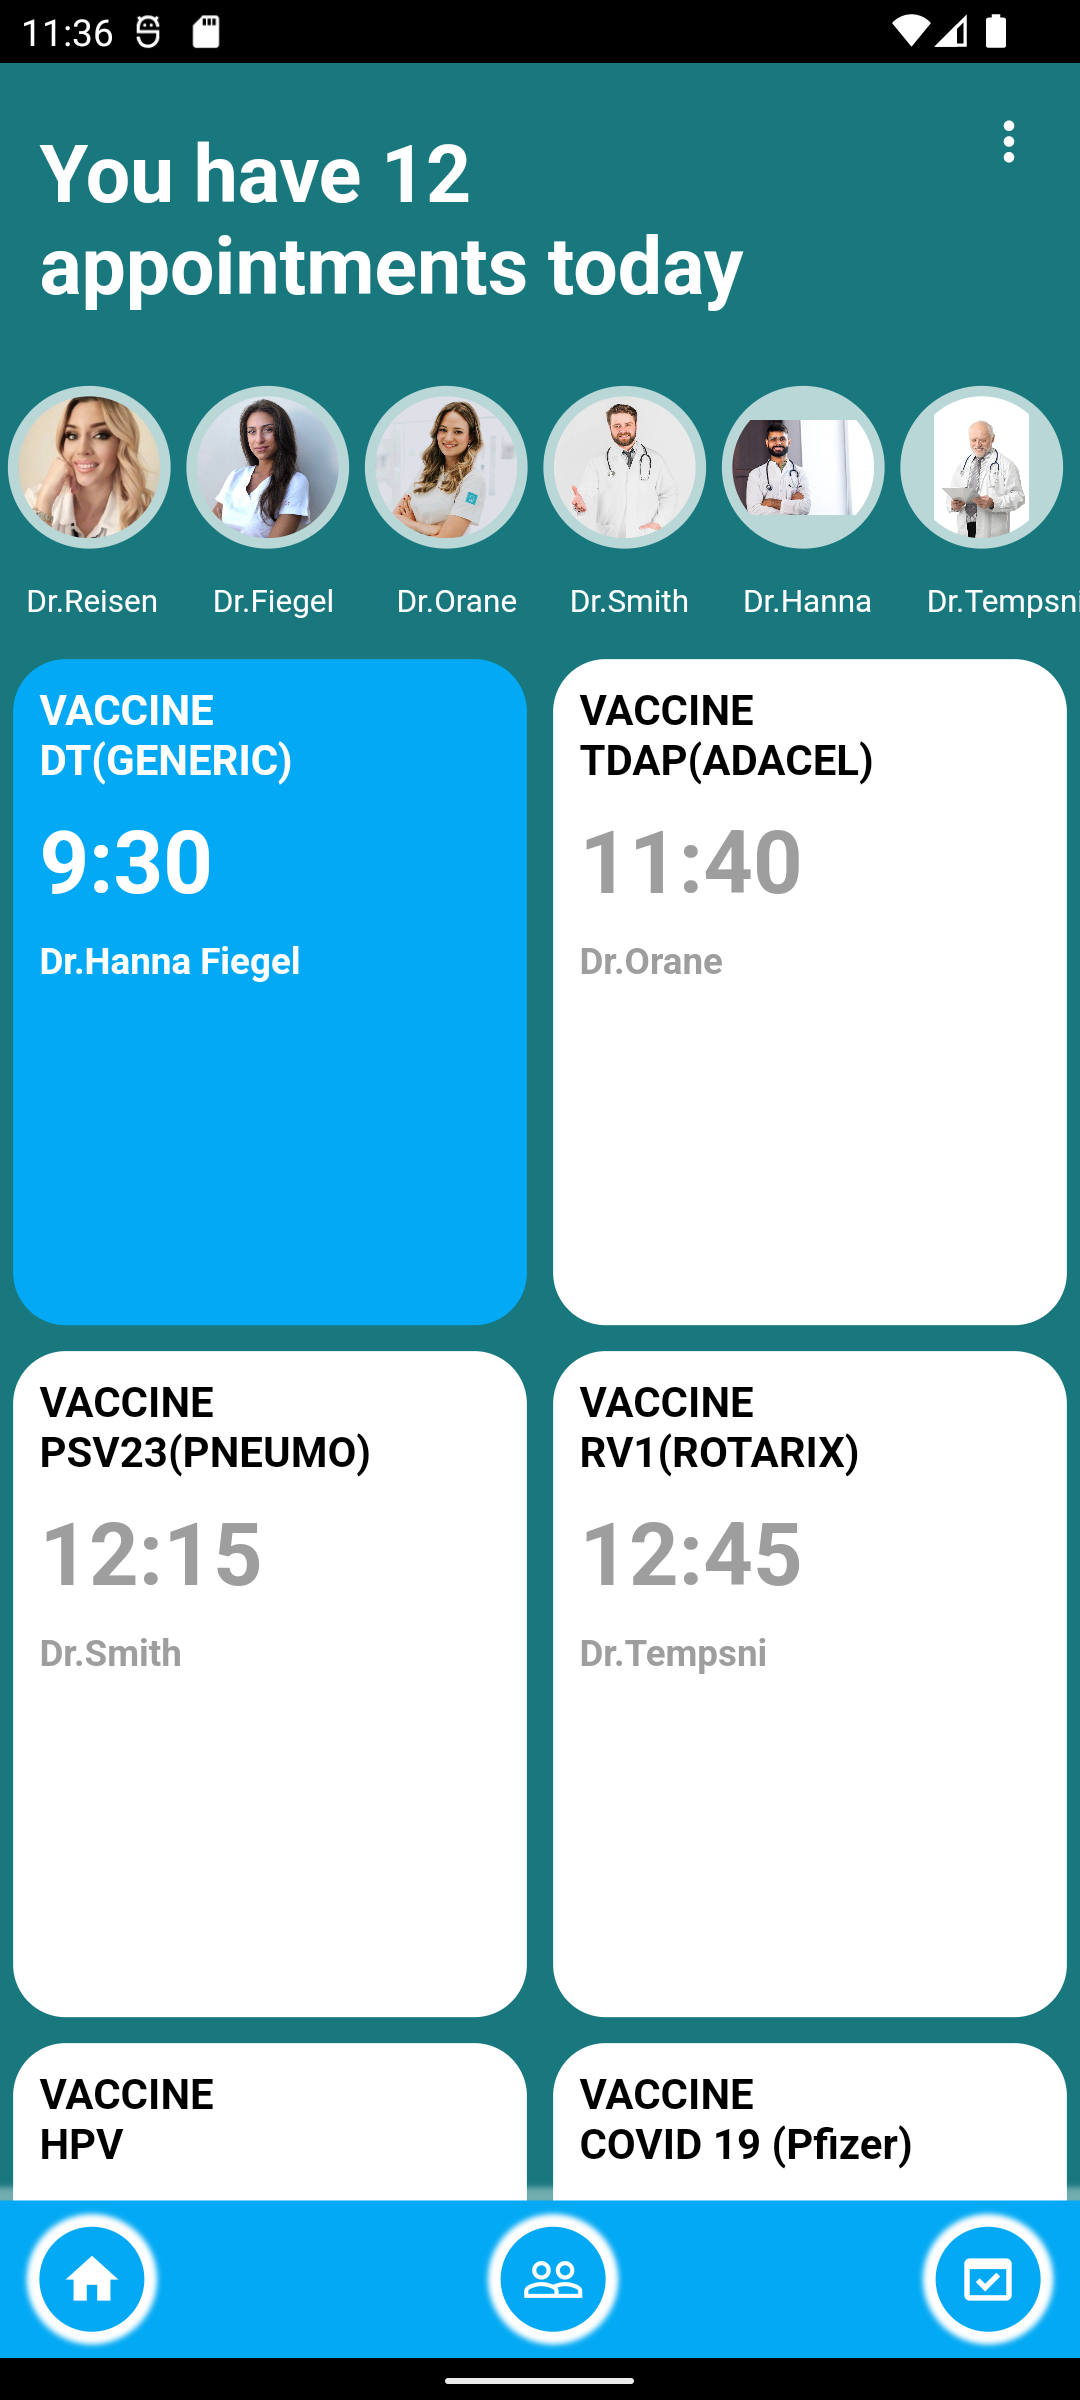 11:36
You have 12
appointments today
Dr.Reisen
Dr.Fiegel
Dr.Orane
Dr.Smith
Dr.Hanna
Dr.Tempsni
VACCINE
DT(GENERIC)
9:30
Dr.Hanna Fiegel
VACCINE
TDAP(ADACEL)
11:40
Dr.Orane
VACCINE
PSV23(PNEUMO)
12:15
Dr.Smith
VACCINE
RV1(ROTARIX)
12:45
Dr.Tempsni
VACCINE
HPV
VACCINE
COVID 19 (Pfizer)